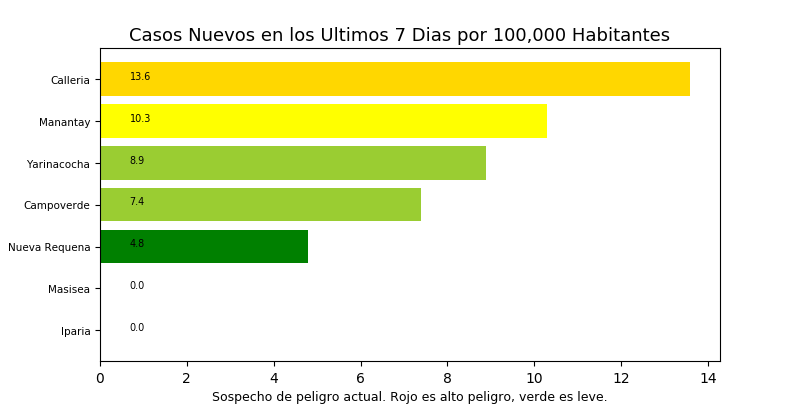 Casos Nuevos en los Ultimos 7 Dias por 100,000 Habitantes
Calleria 13.6
Manantay 10.3
Yarinacocha 8.9
Campoverde 7.4
Nueva Requena 4.8
Masisea 0.0
Iparia 0.0
0 2 4 6 8 10 12 14
Sospecho de peligro actual. Rojo es alto peligro, verde es leve.